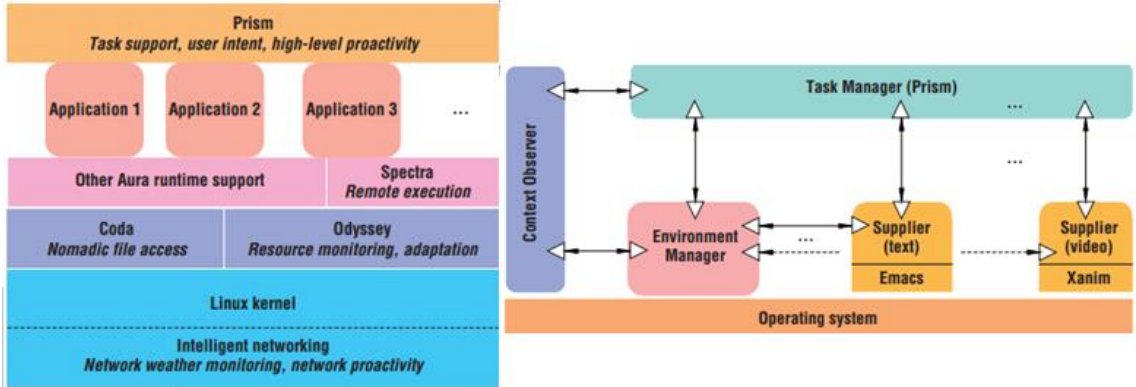 Prism
Task support, user intent, high-level proactivity
Application 1
Application 2
Application 3
...
Other Aura runtime support
Spectra
Remote execution
Coda
Nomadic file access
Odyssey
Resource monitoring, adaptation
Linux kernel
Intelligent networking
Network weather monitoring, network proactivity
Context Observer
Task Manager (Prism)
...
...
Environment
Manager
...
Supplier
(text)
Emacs
Supplier
(video)
Xanim
Operating system